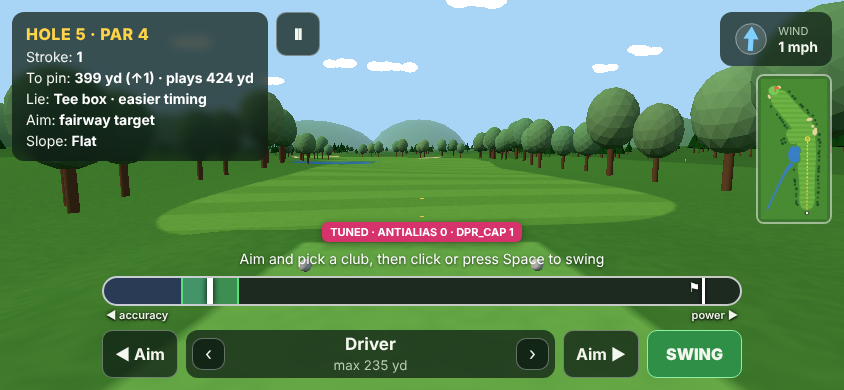 HOLE 5 · PAR 4
Stroke: 1
To pin: 399 yd (↑1) · plays 424 yd
Lie: Tee box · easier timing
Aim: fairway target
Slope: Flat
WIND
1 mph
TUNED · ANTIALIAS 0 · DPR_CAP 1
Aim and pick a club, then click or press Space to swing
◀ accuracy
power ▶
◀ Aim
‹
Driver
max 235 yd
›
Aim ▶
SWING